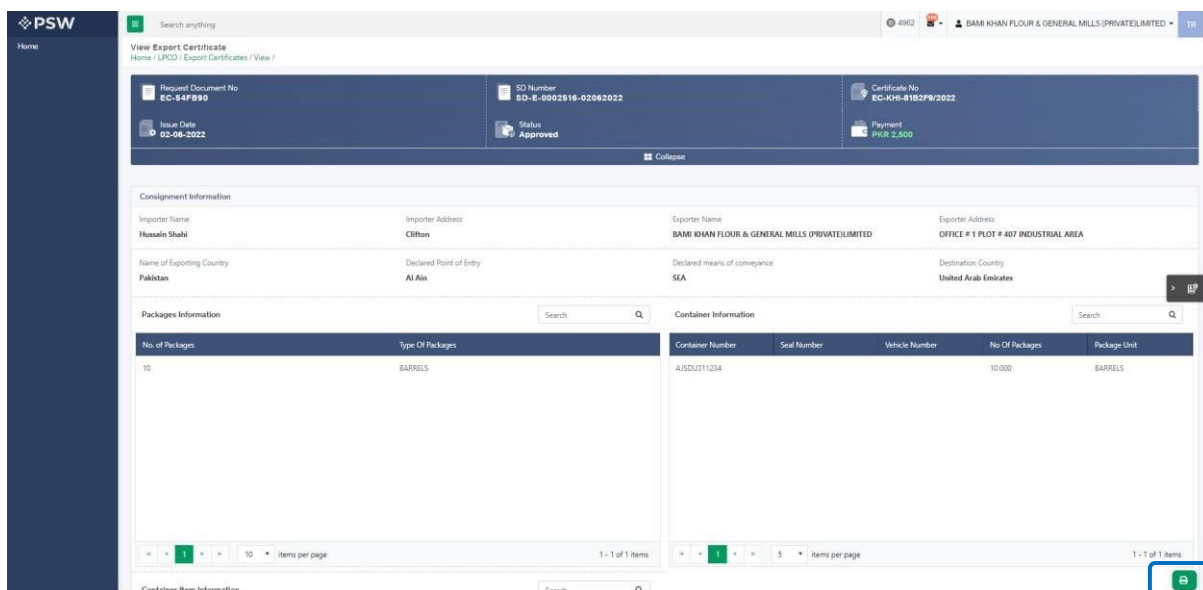 PSW
Search anything
4962
BAMI KHAN FLOUR & GENERAL MILLS (PRIVATE)LIMITED
TR
Home
View Export Certificate
Home / LPCO / Export Certificates / View /
Request Document No
EC-54FB90
SD Number
SD-E-0002516-02062022
Certificate No
EC-KHI-81B2F9/2022
Issue Date
02-06-2022
Status
Approved
Payment
PKR 2,500
Collapse
Consignment Information
Importer Name
Importer Address
Exporter Name
Exporter Address
Hussain Shahi
Clifton
BAMI KHAN FLOUR & GENERAL MILLS (PRIVATE)LIMITED
OFFICE # 1 PLOT # 407 INDUSTRIAL AREA
Name of Exporting Country
Declared Point of Entry
Declared means of conveyance
Destination Country
Pakistan
Al Ain
SEA
United Arab Emirates
Packages Information
Search
Container Information
Search
No. of Packages
Type Of Packages
Container Number
Seal Number
Vehicle Number
No Of Packages
Package Unit
10
BARRELS
AJSDU311234
10.000
BARRELS
1
10
items per page
1 - 1 of 1 items
1
5
items per page
1 - 1 of 1 items
Container Item Information
Search